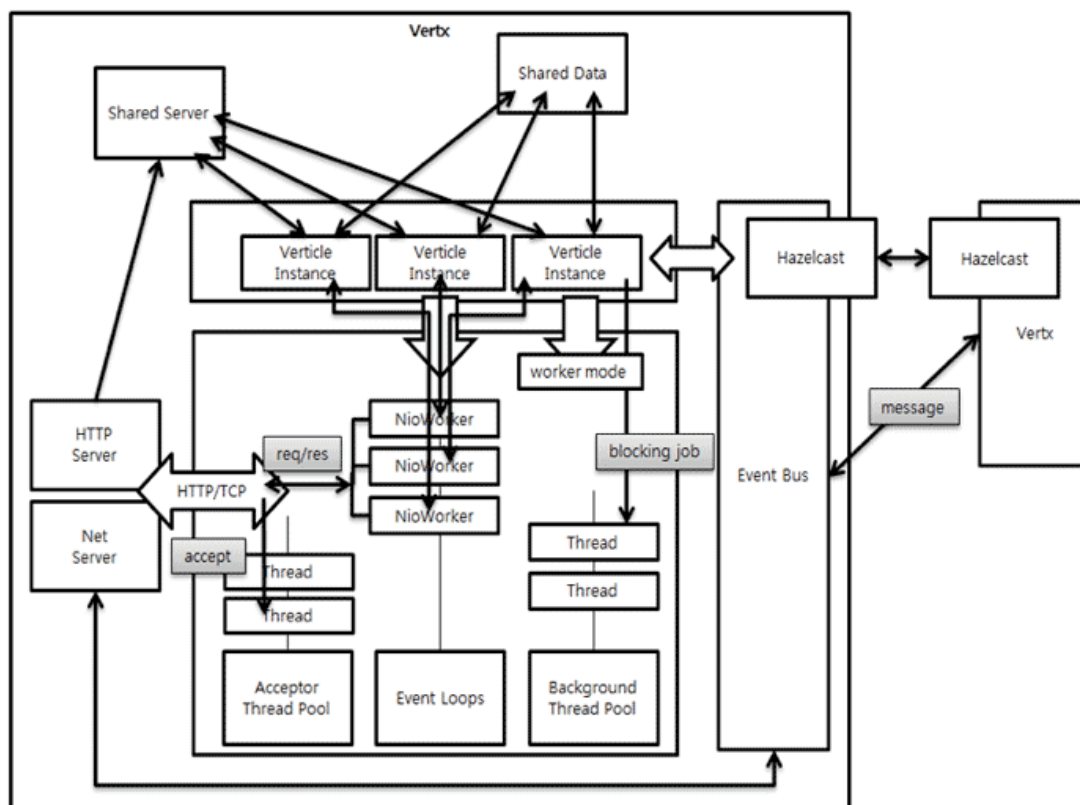 Vertx
Shared Data
Shared Server
Verticle
Instance
Verticle
Instance
Verticle
Instance
Hazelcast
Hazelcast
Vertx
worker mode
message
HTTP
Server
NioWorker
req/res
NioWorker
blocking job
Event Bus
HTTP/TCP
NioWorker
Net
Server
accept
Thread
Thread
Thread
Thread
Acceptor
Thread Pool
Event Loops
Background
Thread Pool